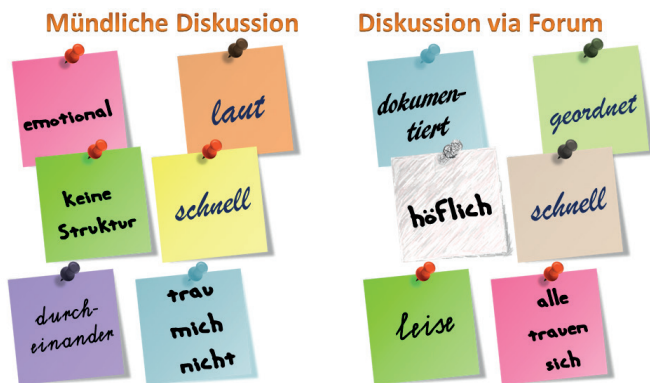 Mündliche Diskussion
emotional
laut
keine
Struktur
schnell
durch-
einander
trau
mich
nicht
Diskussion via Forum
dokumen-
tiert
geordnet
höflich
schnell
leise
alle
trauen
sich